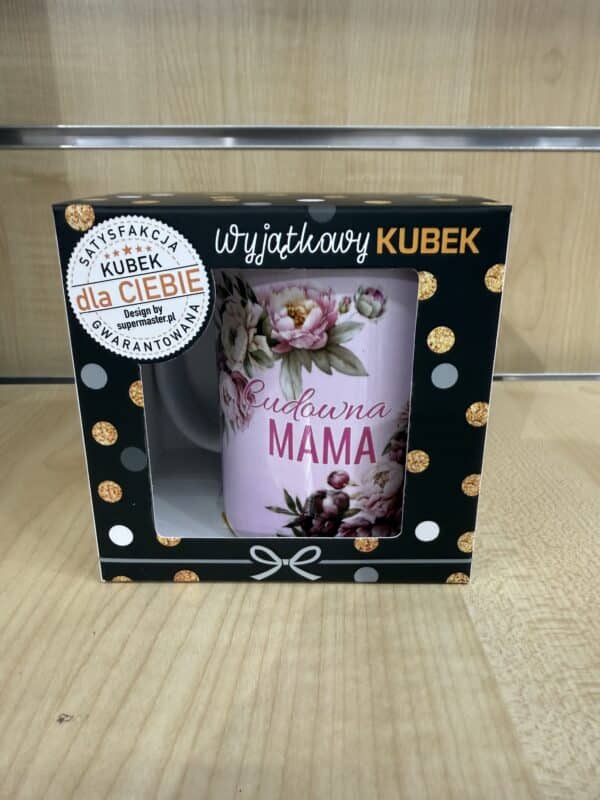 SATYSFAKCJA
KUBEK
dla CIEBIE
Design by
supermaster.pl
GWARANTOWANA
wyjątkowy KUBEK
Cudowna
MAMA